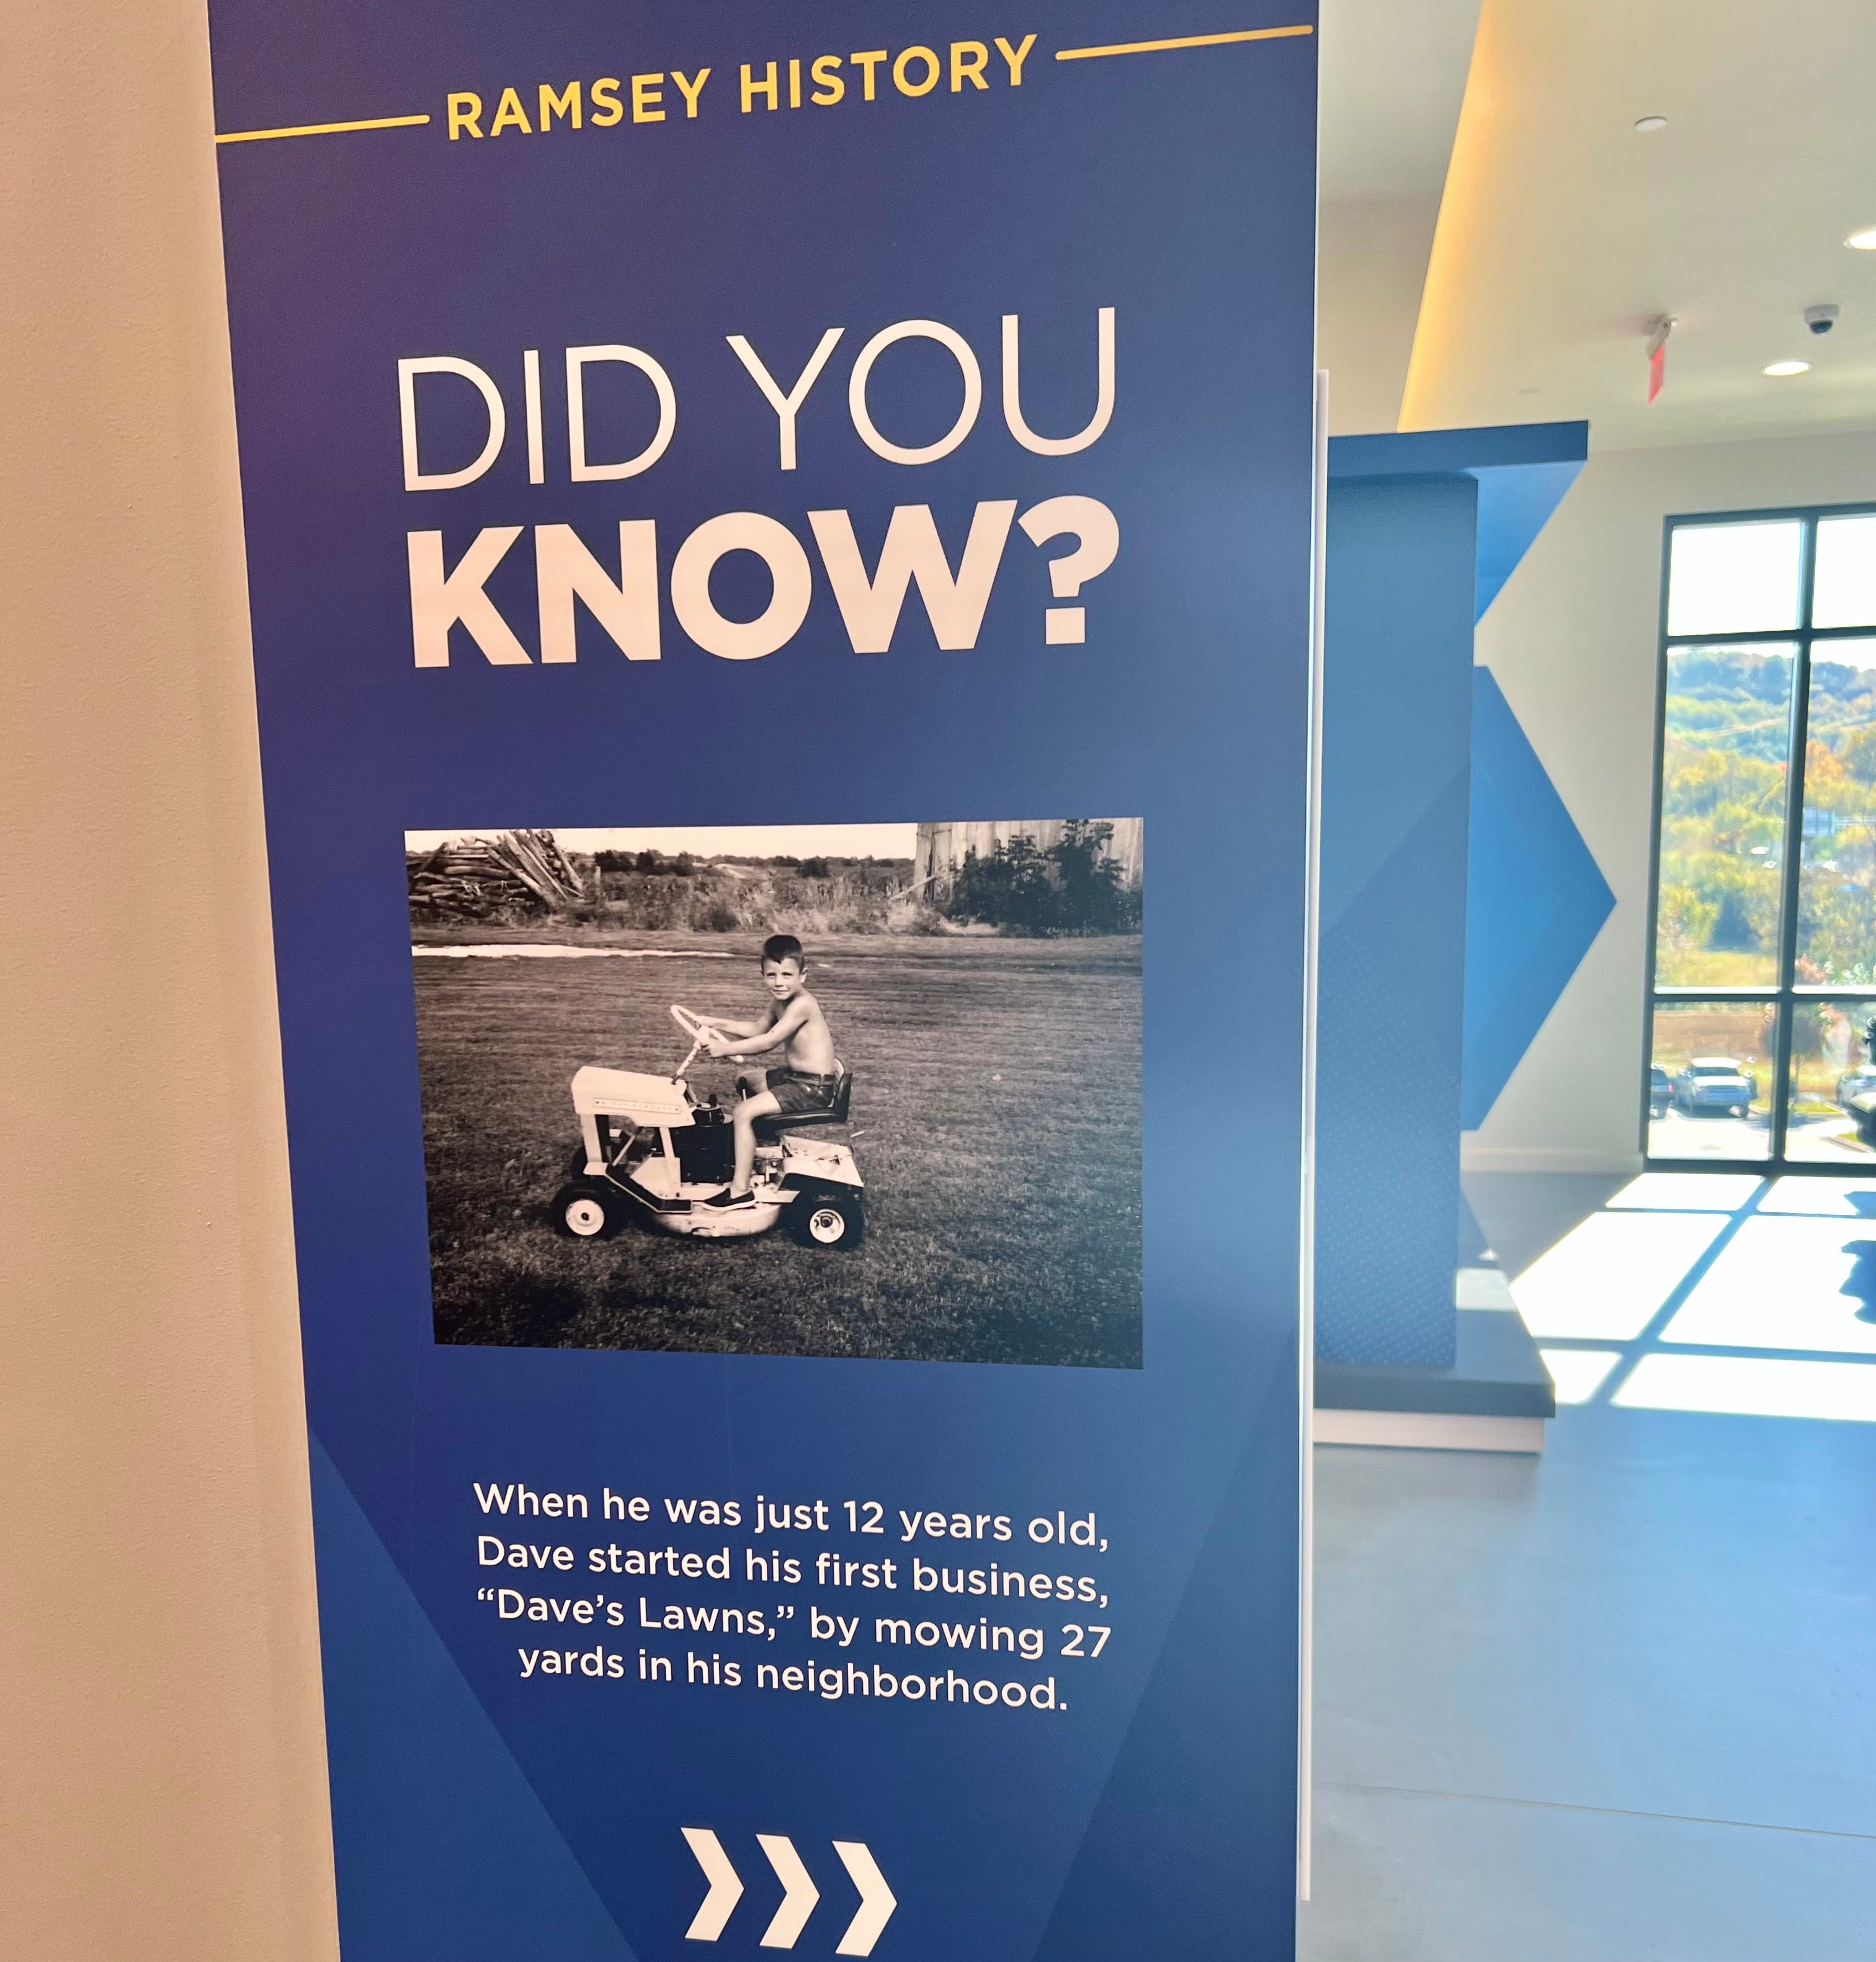 RAMSEY HISTORY
DID YOU
KNOW?
When he was just 12 years old,
Dave started his first business,
“Dave’s Lawns,” by mowing 27
yards in his neighborhood.